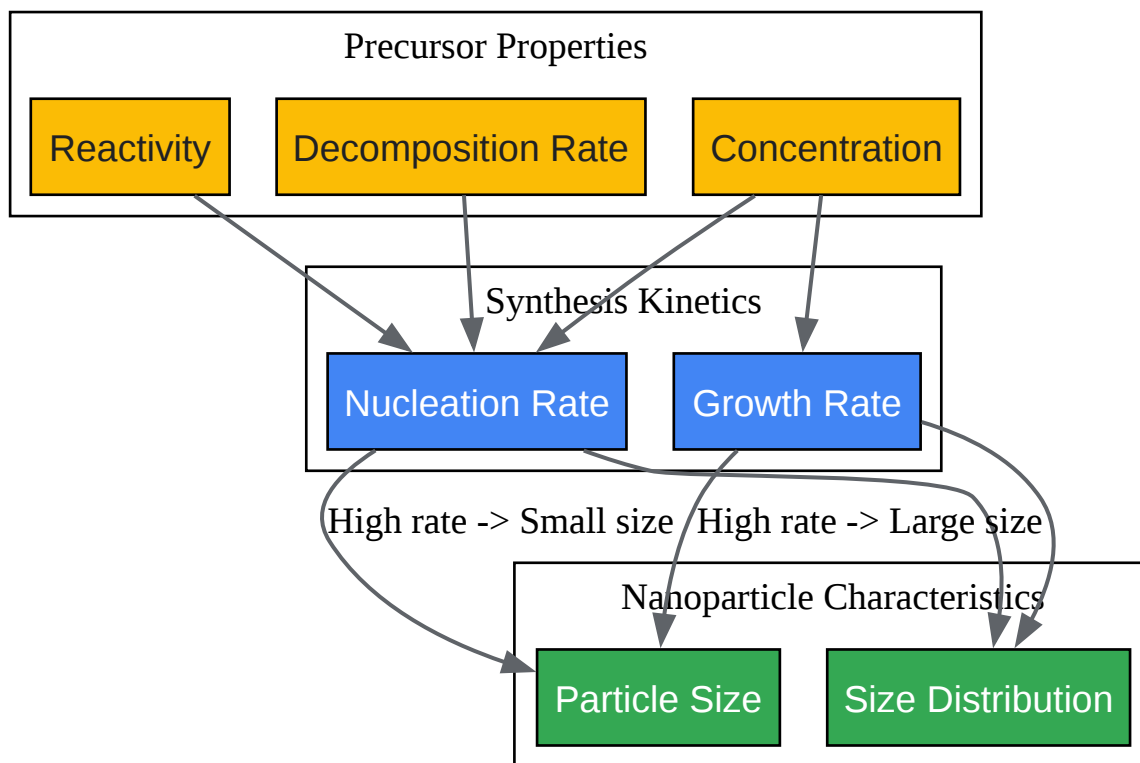 Precursor Properties
Reactivity
Decomposition Rate
Concentration
Synthesis Kinetics
Nucleation Rate
Growth Rate
High rate -> Small size
High rate -> Large size
Nanoparticle Characteristics
Particle Size
Size Distribution